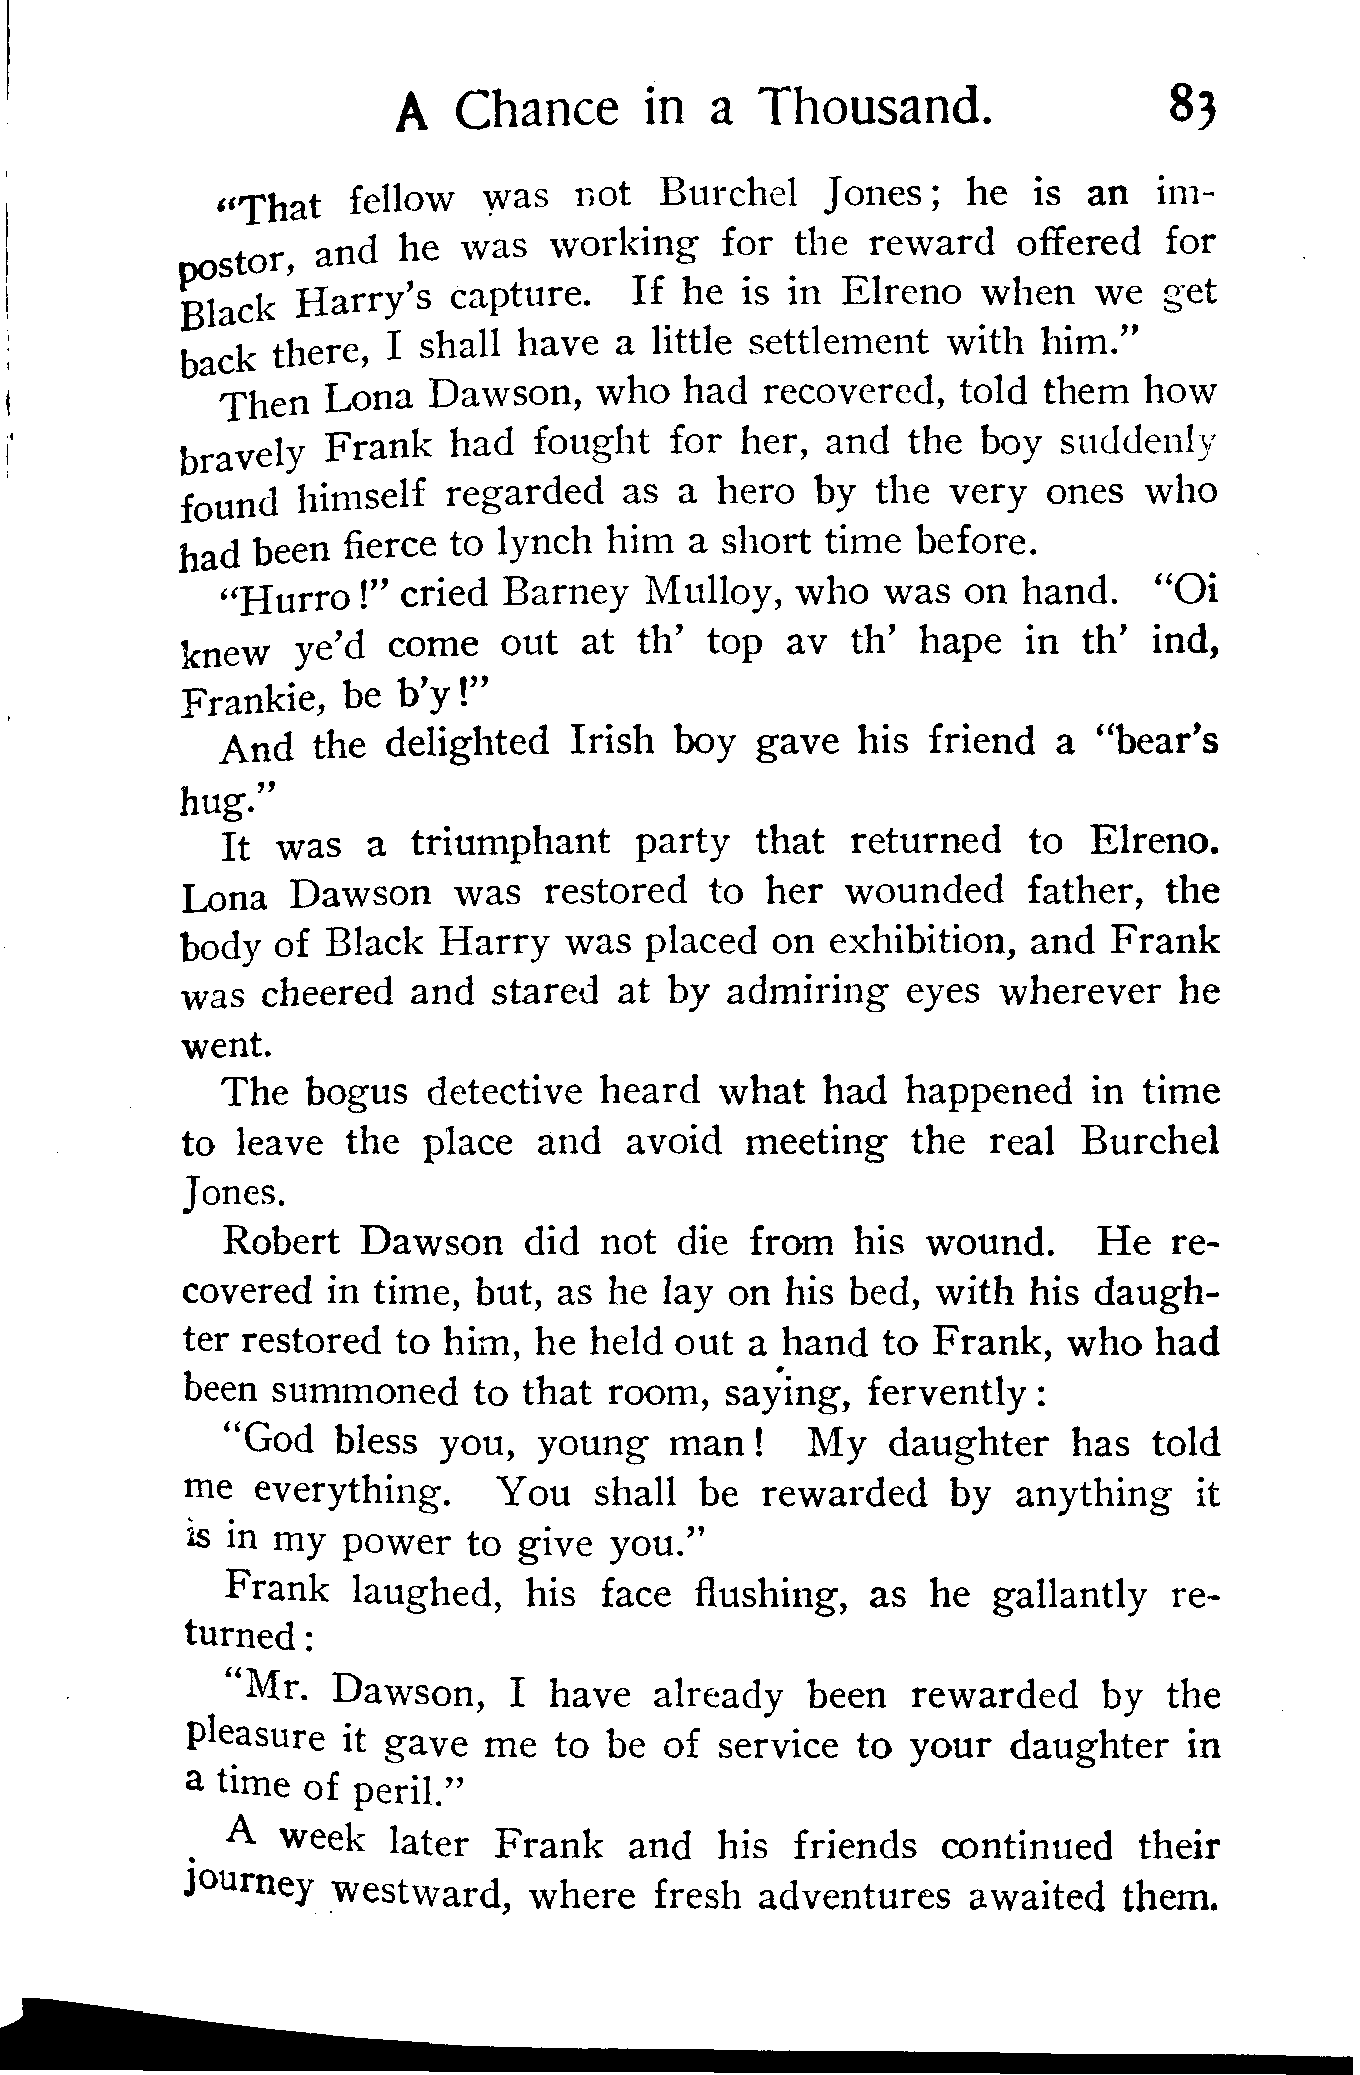 A Chance in a Thousand. 83
“That fellow was not Burchel Jones; he is an im-
postor, and he was working for the reward offered for
Black Harry’s capture. If he is in Elreno when we get
back there, I shall have a little settlement with him.”
Then Lona Dawson, who had recovered, told them how
bravely Frank had fought for her, and the boy suddenly
found himself regarded as a hero by the very ones who
had been fierce to lynch him a short time before.
“Hurro!” cried Barney Mulloy, who was on hand. “Oi
knew ye’d come out at th’ top av th’ hape in th’ ind,
Frankie, be b’y!”
And the delighted Irish boy gave his friend a “bear’s
hug.”
It was a triumphant party that returned to Elreno.
Lona Dawson was restored to her wounded father, the
body of Black Harry was placed on exhibition, and Frank
was cheered and stared at by admiring eyes wherever he
went.
The bogus detective heard what had happened in time
to leave the place and avoid meeting the real Burchel
Jones.
Robert Dawson did not die from his wound. He re-
covered in time, but, as he lay on his bed, with his daugh-
ter restored to him, he held out a hand to Frank, who had
been summoned to that room, saying, fervently:
“God bless you, young man! My daughter has told
me everything. You shall be rewarded by anything it
is in my power to give you.”
Frank laughed, his face flushing, as he gallantly re-
turned:
“Mr. Dawson, I have already been rewarded by the
pleasure it gave me to be of service to your daughter in
a time of peril.”
A week later Frank and his friends continued their
journey westward, where fresh adventures awaited them.